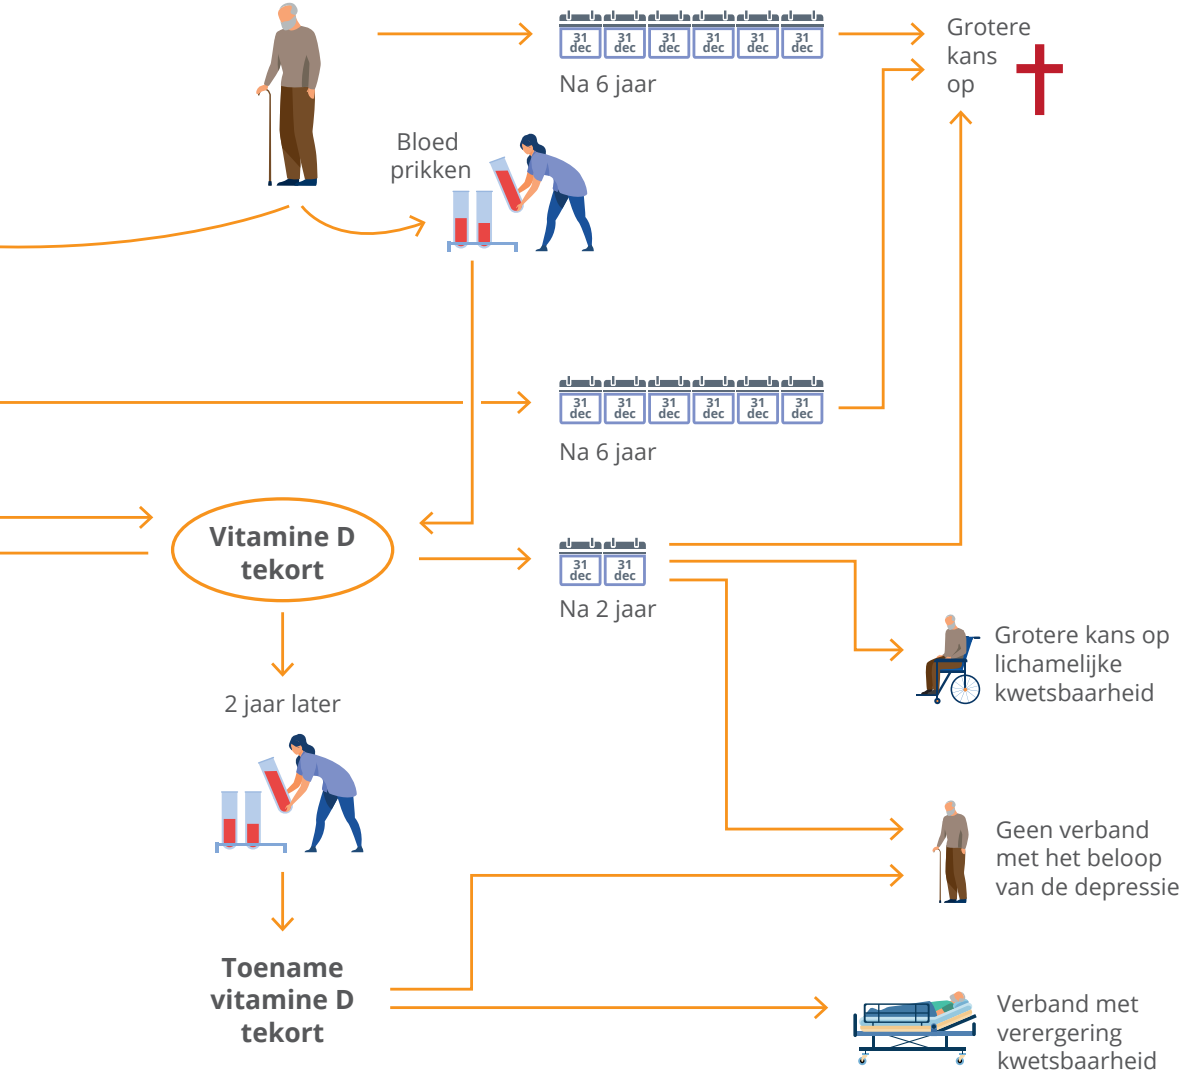 31 dec 31 dec 31 dec 31 dec 31 dec 31 dec
Na 6 jaar
Grotere
kans
op
Bloed
prikken
31 dec 31 dec 31 dec 31 dec 31 dec 31 dec
Na 6 jaar
Vitamine D
tekort
31 dec 31 dec
Na 2 jaar
Grotere kans op
lichamelijke
kwetsbaarheid
2 jaar later
Geen verband
met het beloop
van de depressie
Toename
vitamine D
tekort
Verband met
verergering
kwetsbaarheid